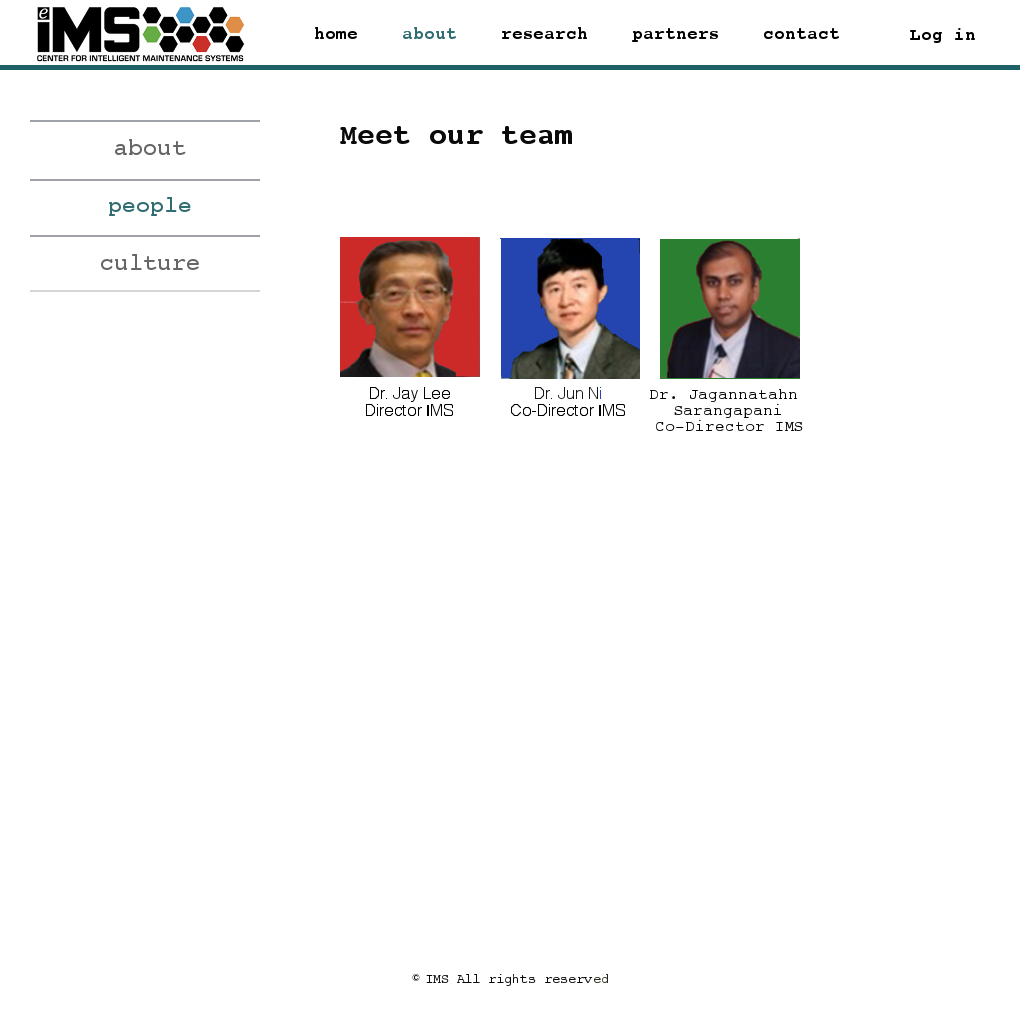 e
iMS
CENTER FOR INTELLIGENT MAINTENANCE SYSTEMS
home about research partners contact Log in
about
people
culture
Meet our team
Dr. Jay Lee
Director IMS
Dr. Jun Ni
Co-Director IMS
Dr. Jagannatahn
Sarangapani
Co-Director IMS
© IMS All rights reserved